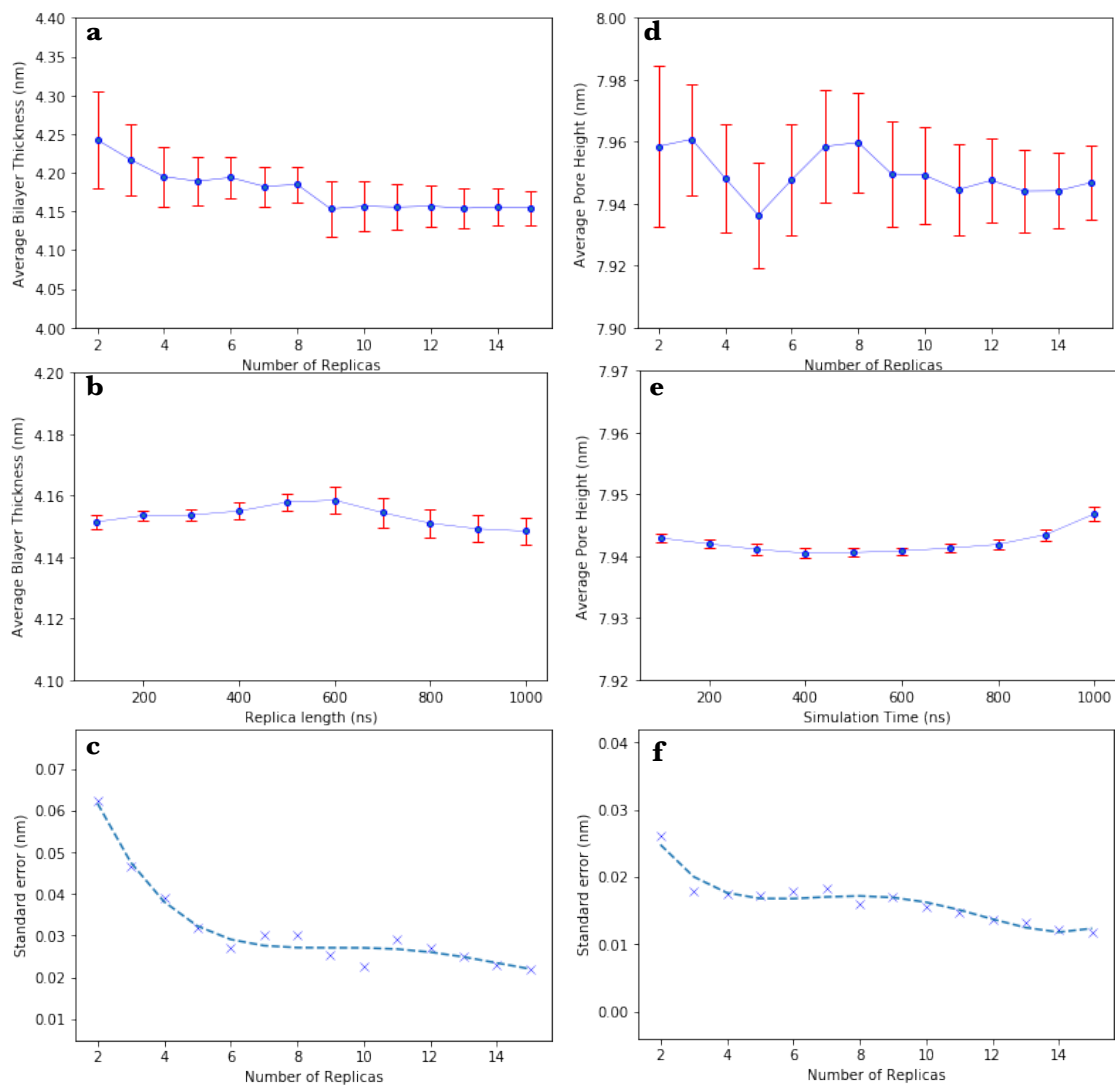 a
4.40
4.35
4.30
4.25
4.20
4.15
4.10
4.05
4.00
Average Bilayer Thickness (nm)
2 4 6 8 10 12 14
Number of Replicas
d
8.00
7.98
7.96
7.94
7.92
7.90
Average Pore Height (nm)
2 4 6 8 10 12 14
Number of Replicas
b
4.20
4.18
4.16
4.14
4.12
4.10
Average Bilayer Thickness (nm)
200 400 600 800 1000
Replica length (ns)
e
7.97
7.96
7.95
7.94
7.93
7.92
Average Pore Height (nm)
200 400 600 800 1000
Simulation Time (ns)
c
0.07
0.06
0.05
0.04
0.03
0.02
0.01
Standard error (nm)
2 4 6 8 10 12 14
Number of Replicas
f
0.04
0.03
0.02
0.01
0.00
Standard error (nm)
2 4 6 8 10 12 14
Number of Replicas